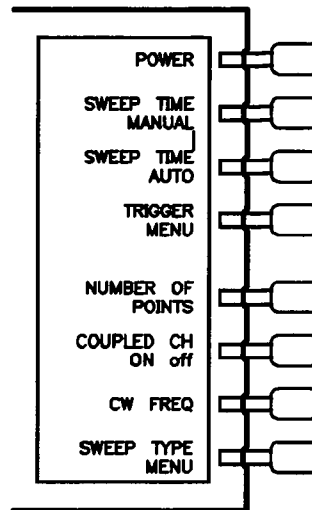 POWER
SWEEP TIME
MANUAL
SWEEP TIME
AUTO
TRIGGER
MENU
NUMBER OF
POINTS
COUPLED CH
ON off
CW FREQ
SWEEP TYPE
MENU